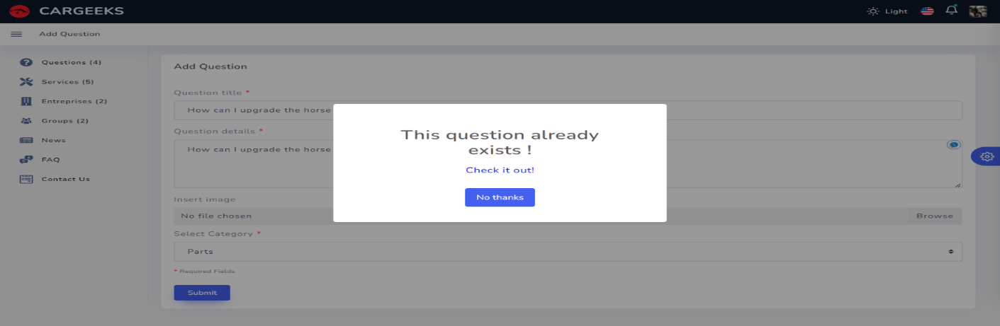 CARGEEKS
Light
Add Question
Questions (4)
Services (5)
Entreprises (2)
Groups (2)
News
FAQ
Contact Us
Add Question
Question title *
How can I upgrade the horse
Question details *
How can I upgrade the horse
Insert image
No file chosen
Browse
Select Category *
Parts
* Required Fields
Submit
This question already
exists !
Check it out!
No thanks